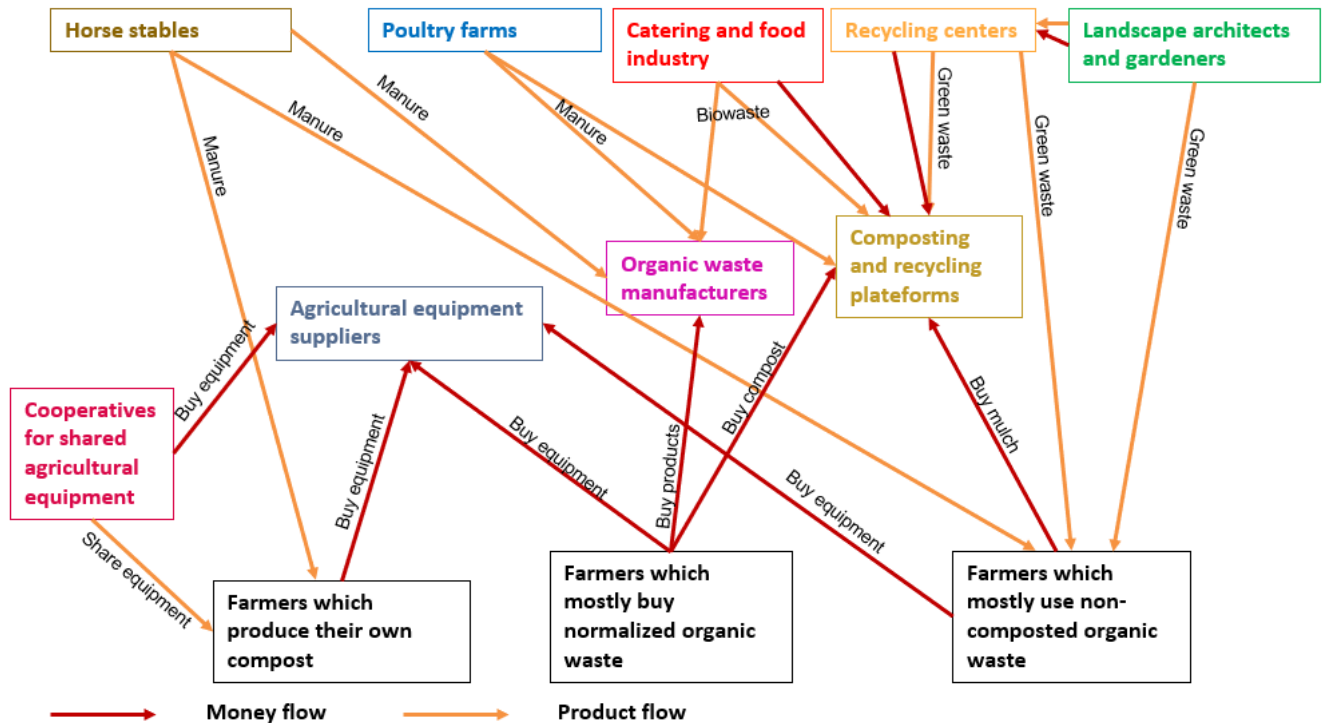 Horse stables
Poultry farms
Catering and food
industry
Recycling centers
Landscape architects
and gardeners
Manure
Manure
Manure
Manure
Biowaste
Green waste
Green waste
Green waste
Organic waste
manufacturers
Composting
and recycling
plateforms
Agricultural equipment
suppliers
Cooperatives
for shared
agricultural
equipment
Buy equipment
Buy equipment
Buy equipment
Buy products
Buy compost
Buy equipment
Buy mulch
Share equipment
Farmers which
produce their own
compost
Farmers which
mostly buy
normalized organic
waste
Farmers which
mostly use non-
composted organic
waste
Money flow
Product flow